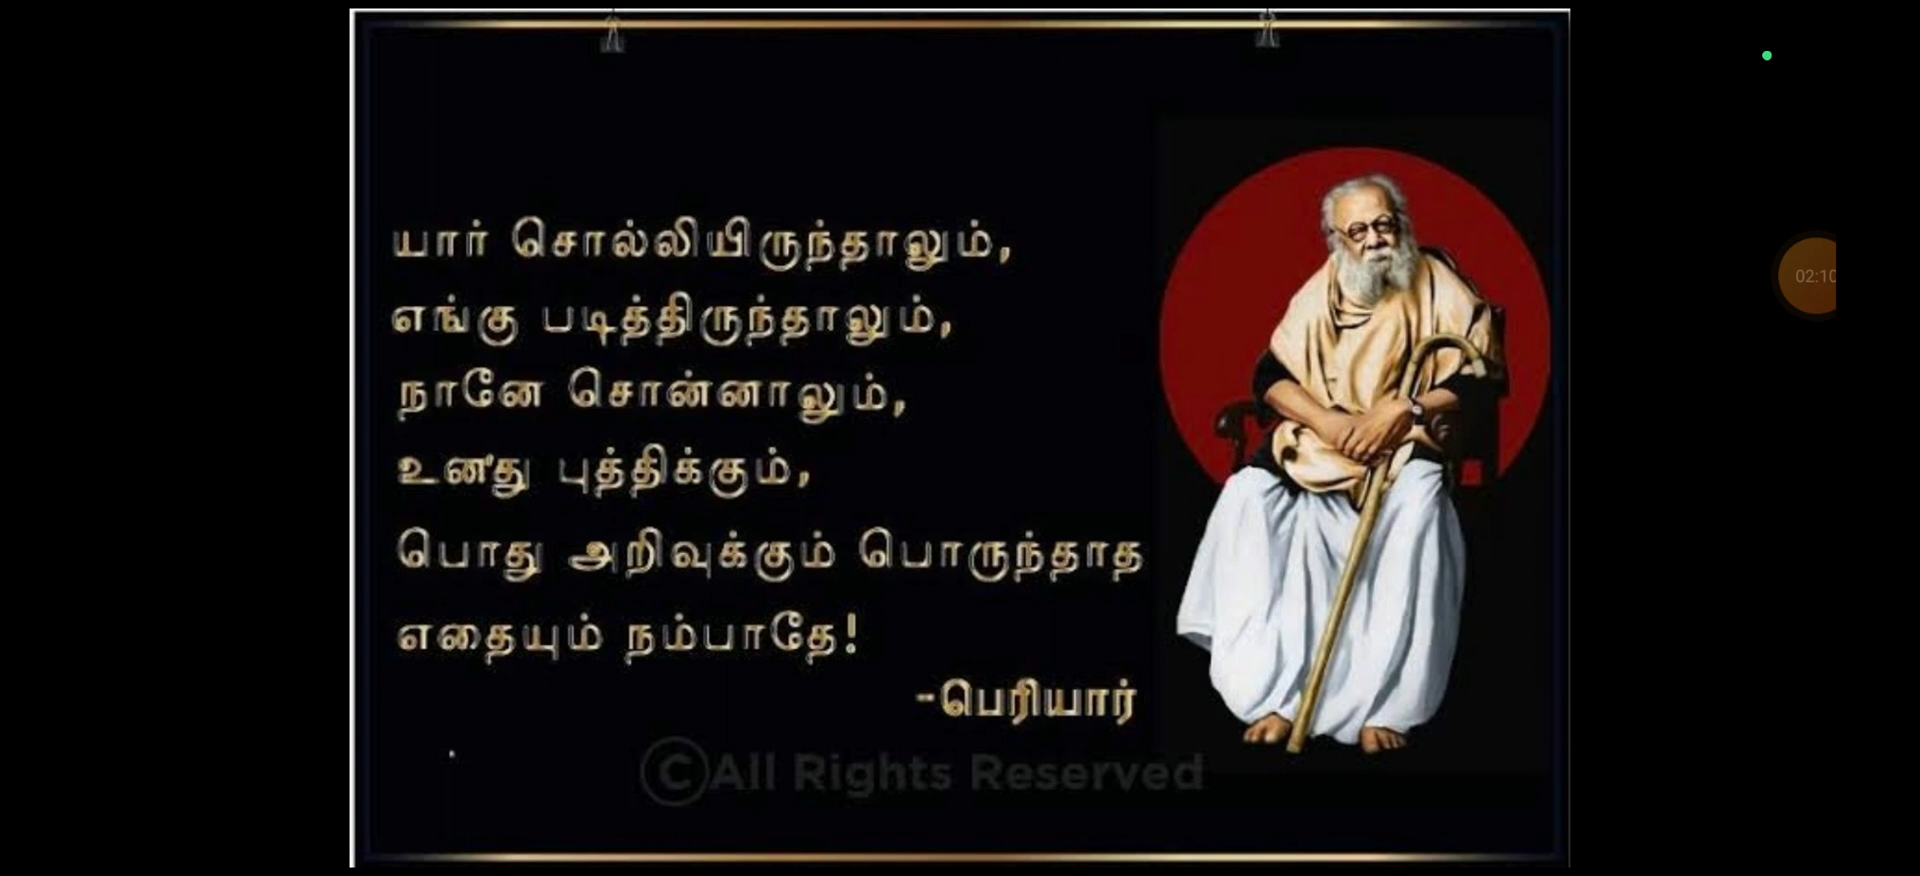 யார் சொல்லியிருந்தாலும்,
எங்கு படித்திருந்தாலும்,
நானே சொன்னாலும்,
உனது புத்திக்கும்,
பொது அறிவுக்கும் பொருந்தாத
எதையும் நம்பாதே!
-பெரியார்
©All Rights Reserved
02:10